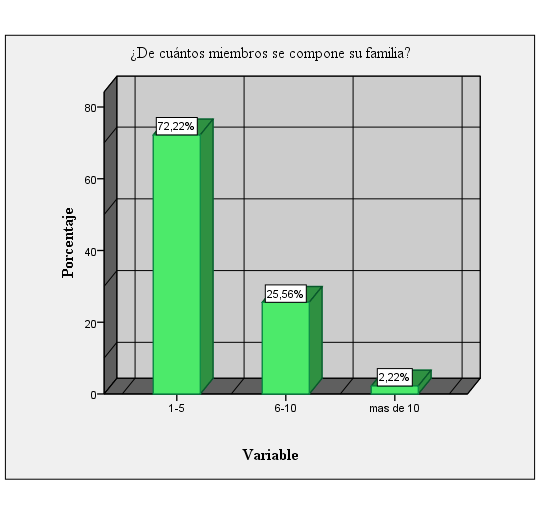 ¿De cuántos miembros se compone su familia?
Porcentaje
80
60
40
20
0
72,22%
25,56%
2,22%
1-5
6-10
mas de 10
Variable